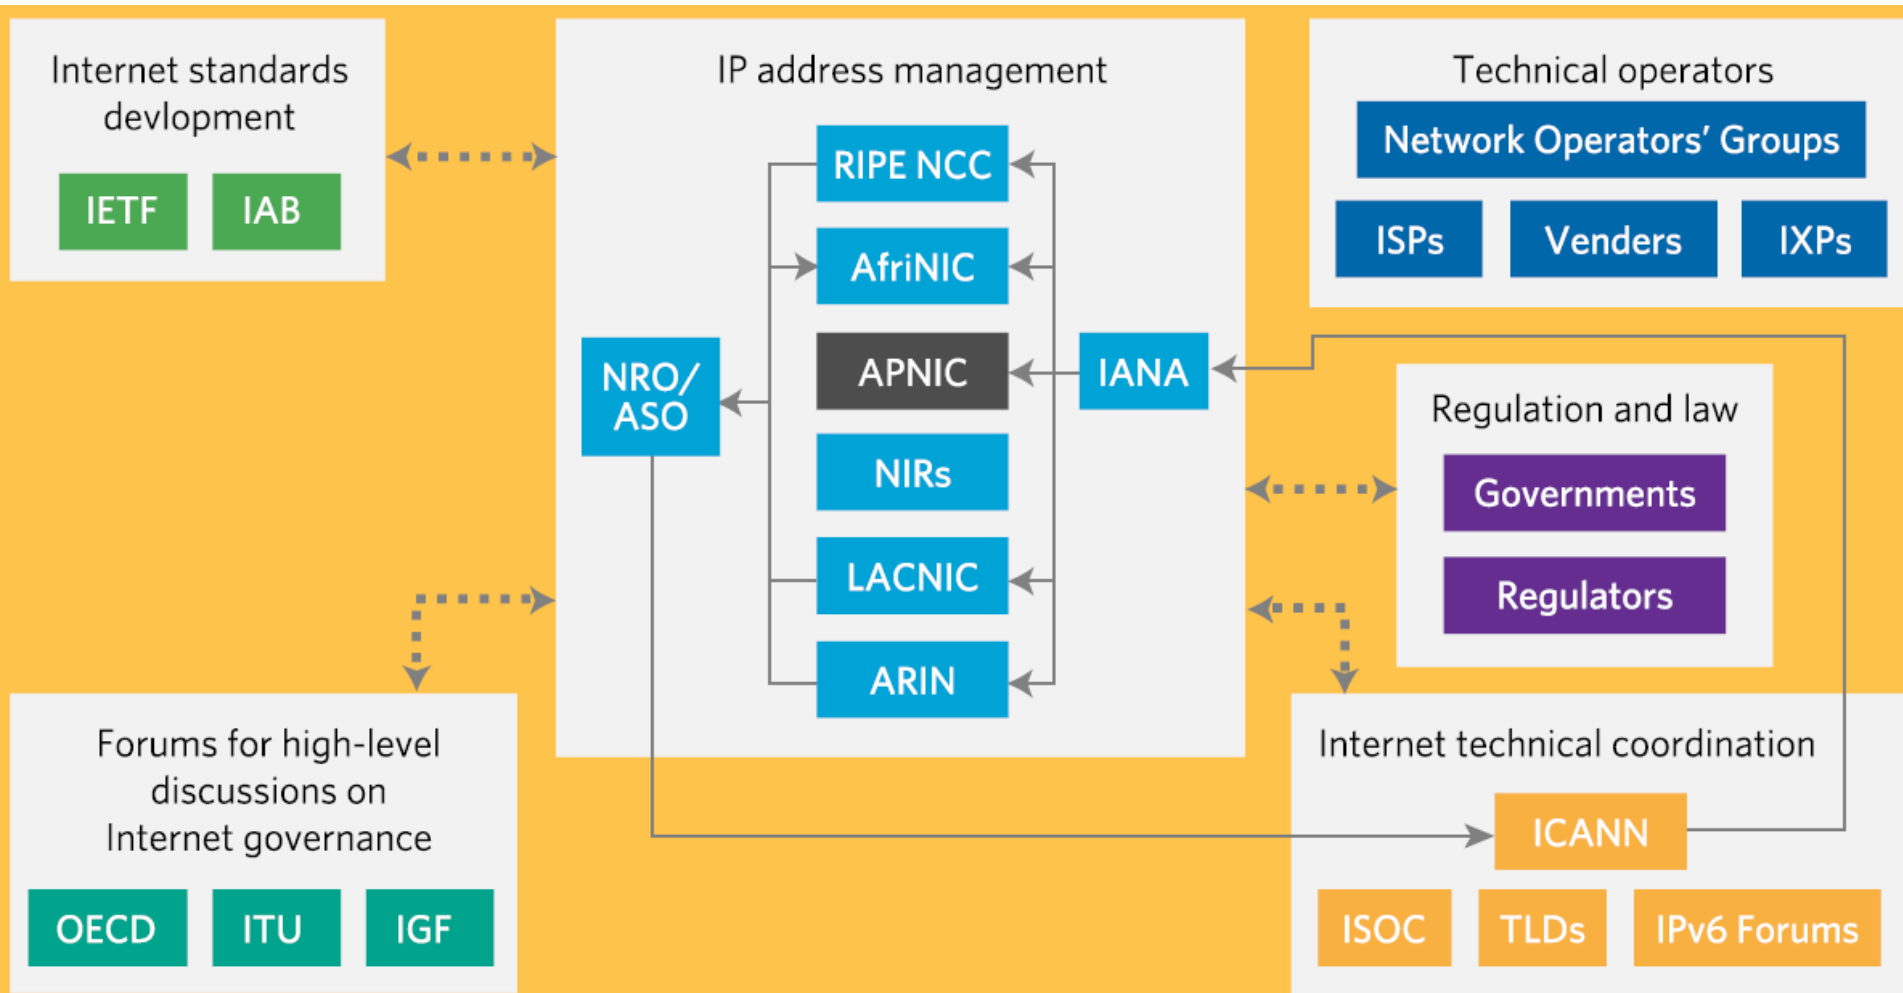 Internet standards
devlopment
IETF
IAB
IP address management
RIPE NCC
AfriNIC
APNIC
NIRs
LACNIC
ARIN
NRO/
ASO
IANA
Technical operators
Network Operators’ Groups
ISPs
Venders
IXPs
Regulation and law
Governments
Regulators
Forums for high-level
discussions on
Internet governance
OECD
ITU
IGF
Internet technical coordination
ICANN
ISOC
TLDs
IPv6 Forums